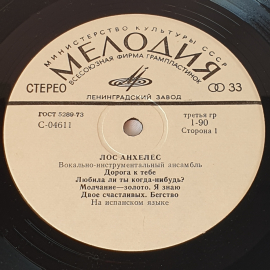 МИНИСТЕРСТВО КУЛЬТУРЫ СССР
МЕЛОДИЯ
ВСЕСОЮЗНАЯ ФИРМА ГРАМПЛАСТИНОК
СТЕРЕО
33
ЛЕНИНГРАДСКИЙ ЗАВОД
ГОСТ 5289-73
С-04611
третья гр
1-90
Сторона 1
ЛОС АНХЕЛЕС
Вокально-инструментальный ансамбль
Дорога к тебе
Любила ли ты когда-нибудь?
Молчание—золото. Я знаю
Двое счастливых. Бегство
На испанском языке